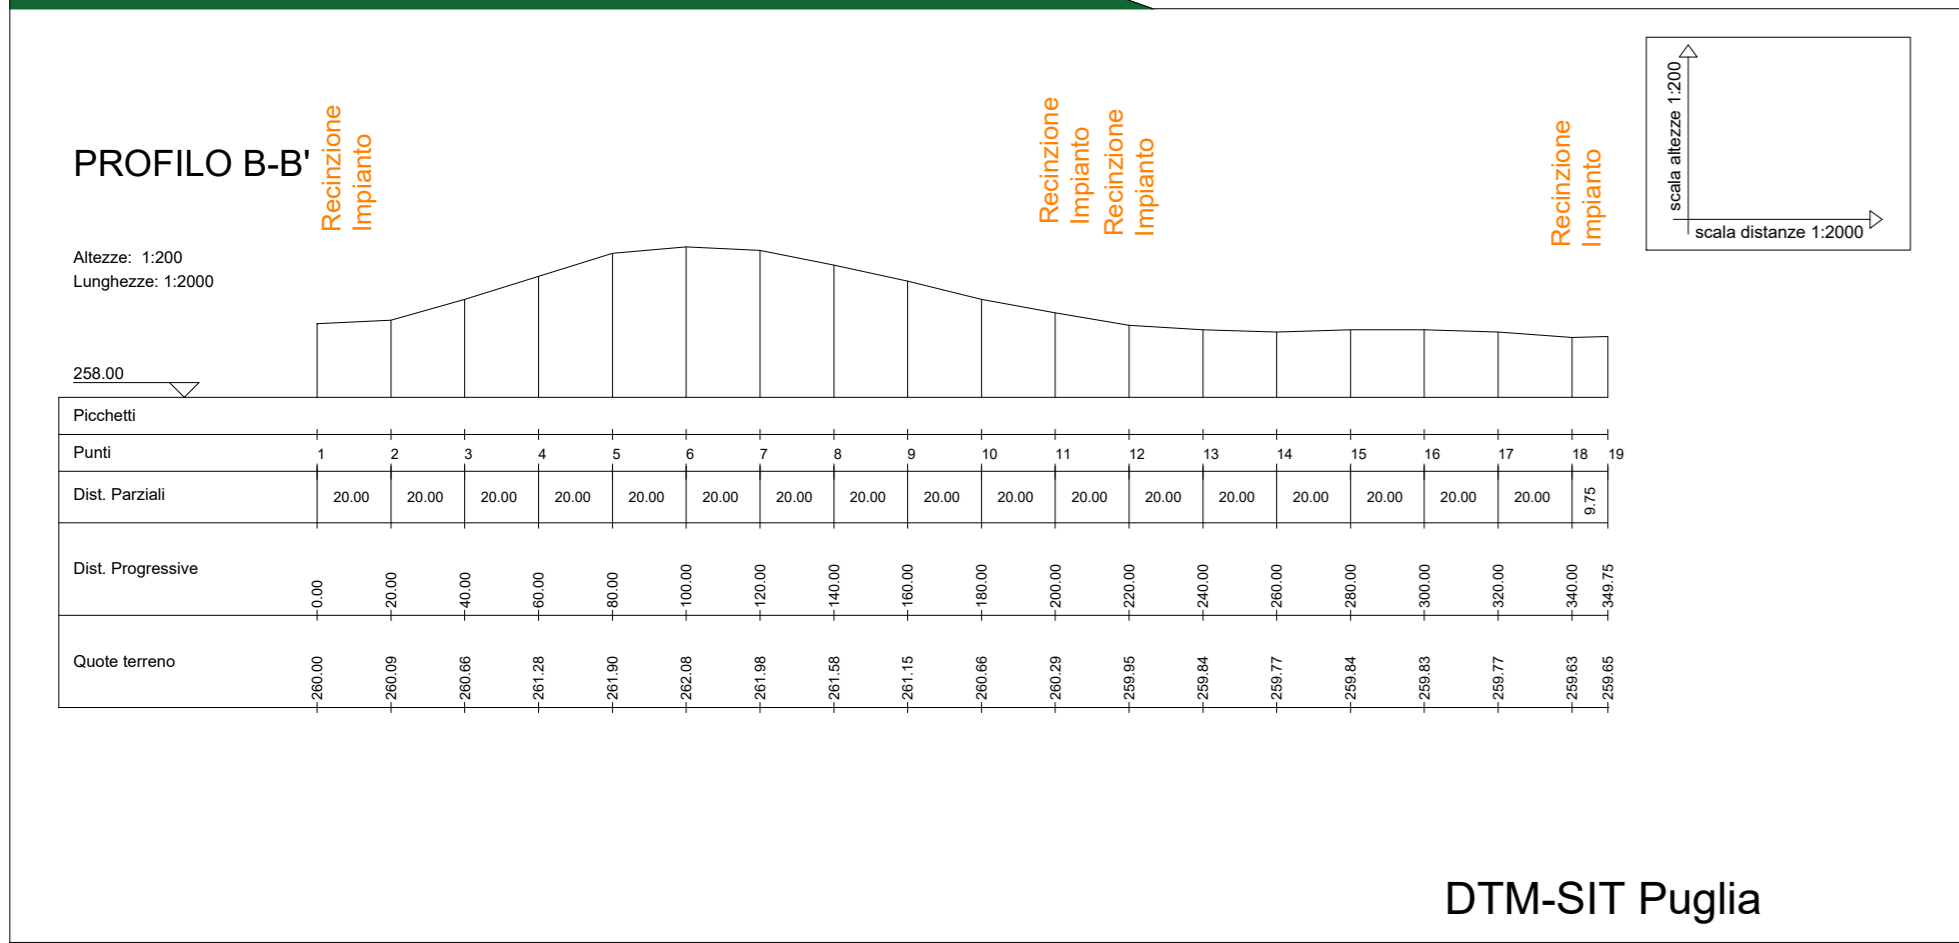 PROFILO B-B'
Recinzione
Impianto
Recinzione
Impianto
Recinzione
Impianto
Recinzione
Impianto
scala altezze 1:200
scala distanze 1:2000
Altezze: 1:200
Lunghezze: 1:2000
258.00
Picchetti
Punti 1 2 3 4 5 6 7 8 9 10 11 12 13 14 15 16 17 18 19
Dist. Parziali 20.00 20.00 20.00 20.00 20.00 20.00 20.00 20.00 20.00 20.00 20.00 20.00 20.00 20.00 20.00 20.00 20.00 9.75
Dist. Progressive 0.00 20.00 40.00 60.00 80.00 100.00 120.00 140.00 160.00 180.00 200.00 220.00 240.00 260.00 280.00 300.00 320.00 340.00 349.75
Quote terreno 260.00 260.09 260.66 261.28 261.90 262.08 261.98 261.58 261.15 260.66 260.29 259.95 259.84 259.77 259.84 259.83 259.77 259.63 259.65
DTM-SIT Puglia